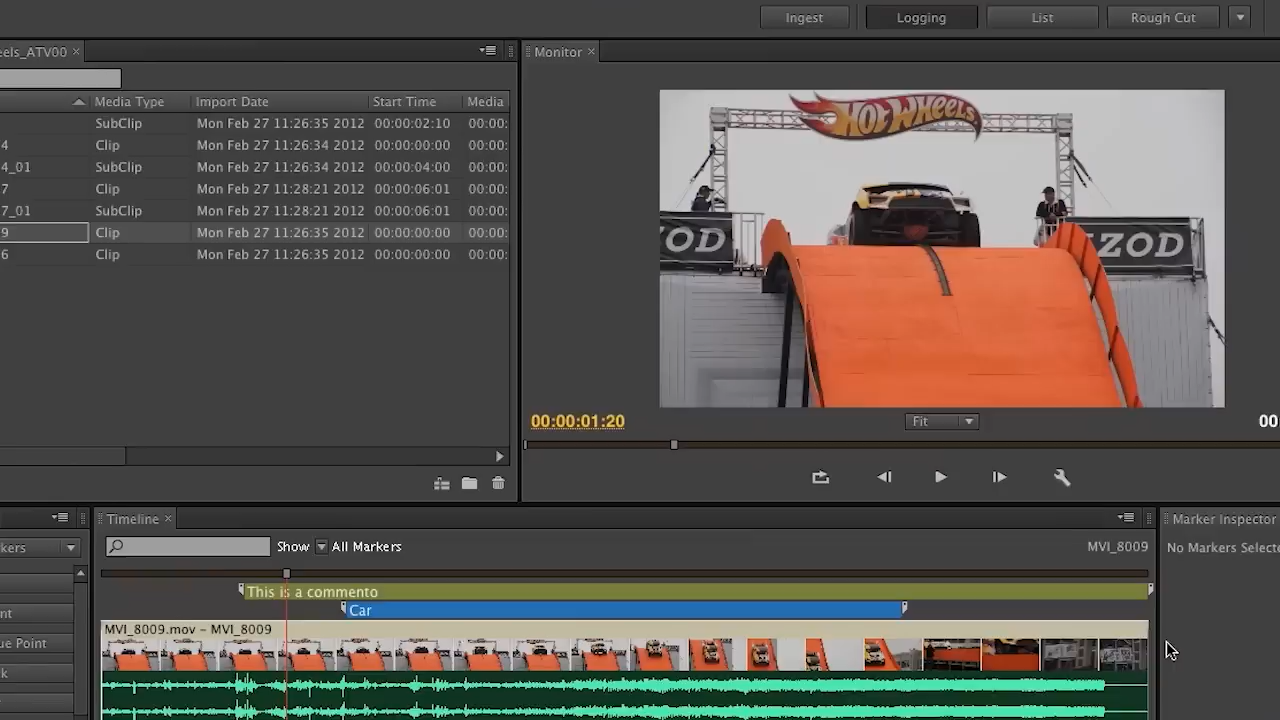 Ingest Logging List Rough Cut
eels_ATV00
Monitor
Media Type Import Date Start Time Media
SubClip Mon Feb 27 11:26:35 2012 00:00:02:10 00:00:
4 Clip Mon Feb 27 11:26:34 2012 00:00:00:00 00:00:
4_01 SubClip Mon Feb 27 11:26:34 2012 00:00:04:00 00:00:
7 Clip Mon Feb 27 11:28:21 2012 00:00:06:01 00:00:
7_01 SubClip Mon Feb 27 11:28:21 2012 00:00:06:01 00:00:
9 Clip Mon Feb 27 11:26:35 2012 00:00:00:00 00:00:
6 Clip Mon Feb 27 11:26:35 2012 00:00:00:00 00:00:
HOT WHEELS
ZOD
IZOD
00:00:01:20 Fit 00
Timeline
Marker Inspector
kers
Show All Markers MVI_8009
No Markers Selecte
This is a commento
Car
nt
MVI_8009.mov - MVI_8009
ue Point
k